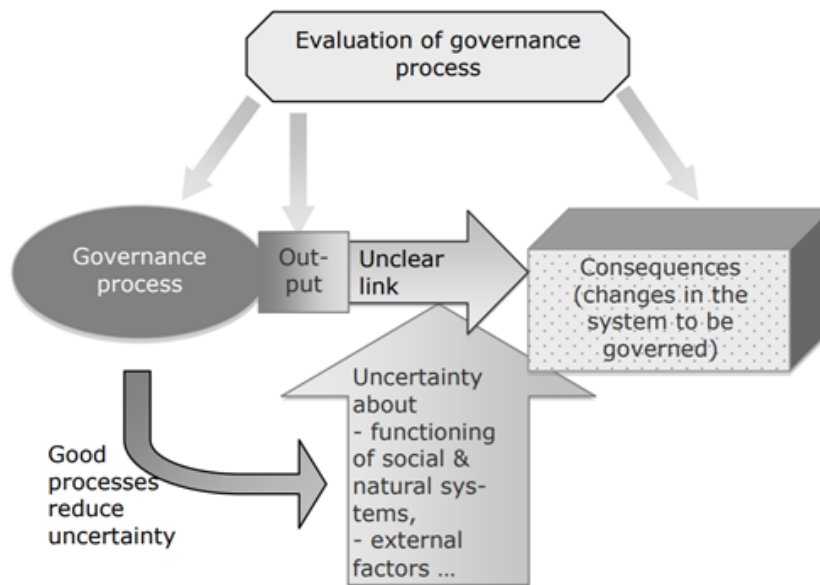 Evaluation of governance
process
Governance
process
Out-
put
Unclear
link
Consequences
(changes in the
system to be
governed)
Uncertainty
about
- functioning
of social &
natural sys-
tems,
- external
factors ...
Good
processes
reduce
uncertainty